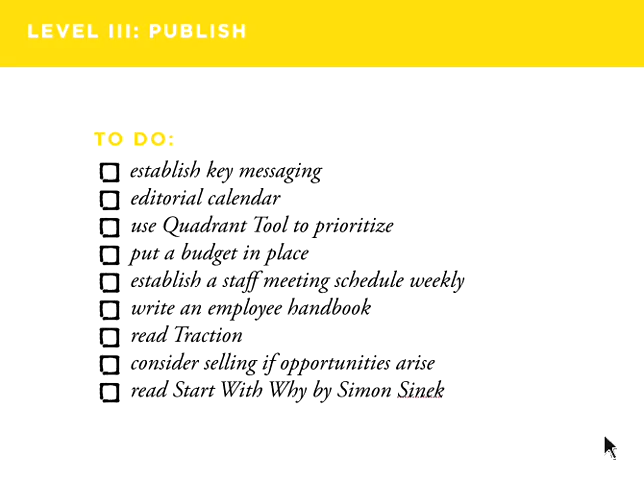 LEVEL III: PUBLISH
TO DO:
establish key messaging
editorial calendar
use Quadrant Tool to prioritize
put a budget in place
establish a staff meeting schedule weekly
write an employee handbook
read Traction
consider selling if opportunities arise
read Start With Why by Simon Sinek